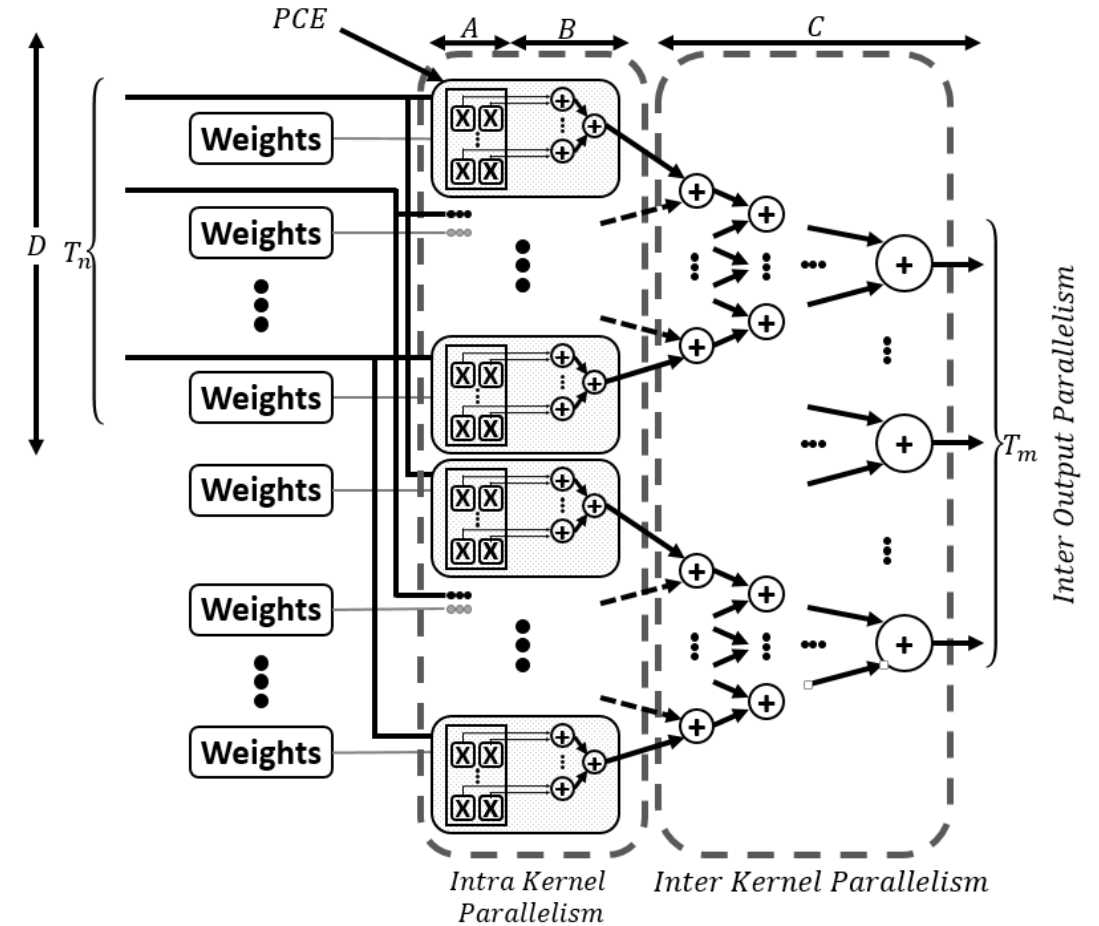 PCE
A
B
C
Weights
X X
X X
+
+
+
Weights
D
T_n
+
+
+
+
+
X X
X X
+
+
+
Weights
Weights
X X
X X
+
+
+
+
T_m
Inter Output Parallelism
+
+
+
+
+
Weights
Weights
X X
X X
+
+
+
Intra Kernel
Parallelism
Inter Kernel Parallelism